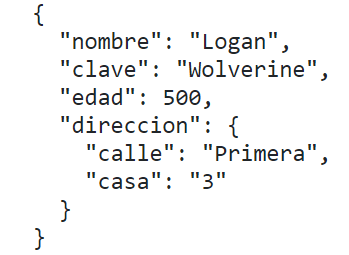 {
  "nombre": "Logan",
  "clave": "Wolverine",
  "edad": 500,
  "direccion": {
    "calle": "Primera",
    "casa": "3"
  }
}